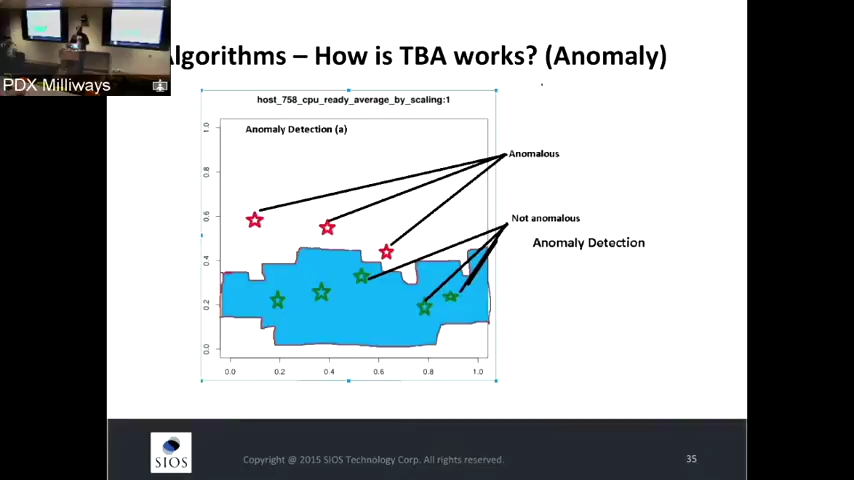 lgorithms – How is TBA works? (Anomaly)
PDX Milliways
host_758_cpu_ready_average_by_scaling:1
Anomaly Detection (a)
Anomalous
Not anomalous
Anomaly Detection
1.0
0.8
0.6
0.4
0.2
0.0
0.0 0.2 0.4 0.6 0.8 1.0
SIOS
Copyright @ 2015 SIOS Technology Corp. All rights reserved.
35